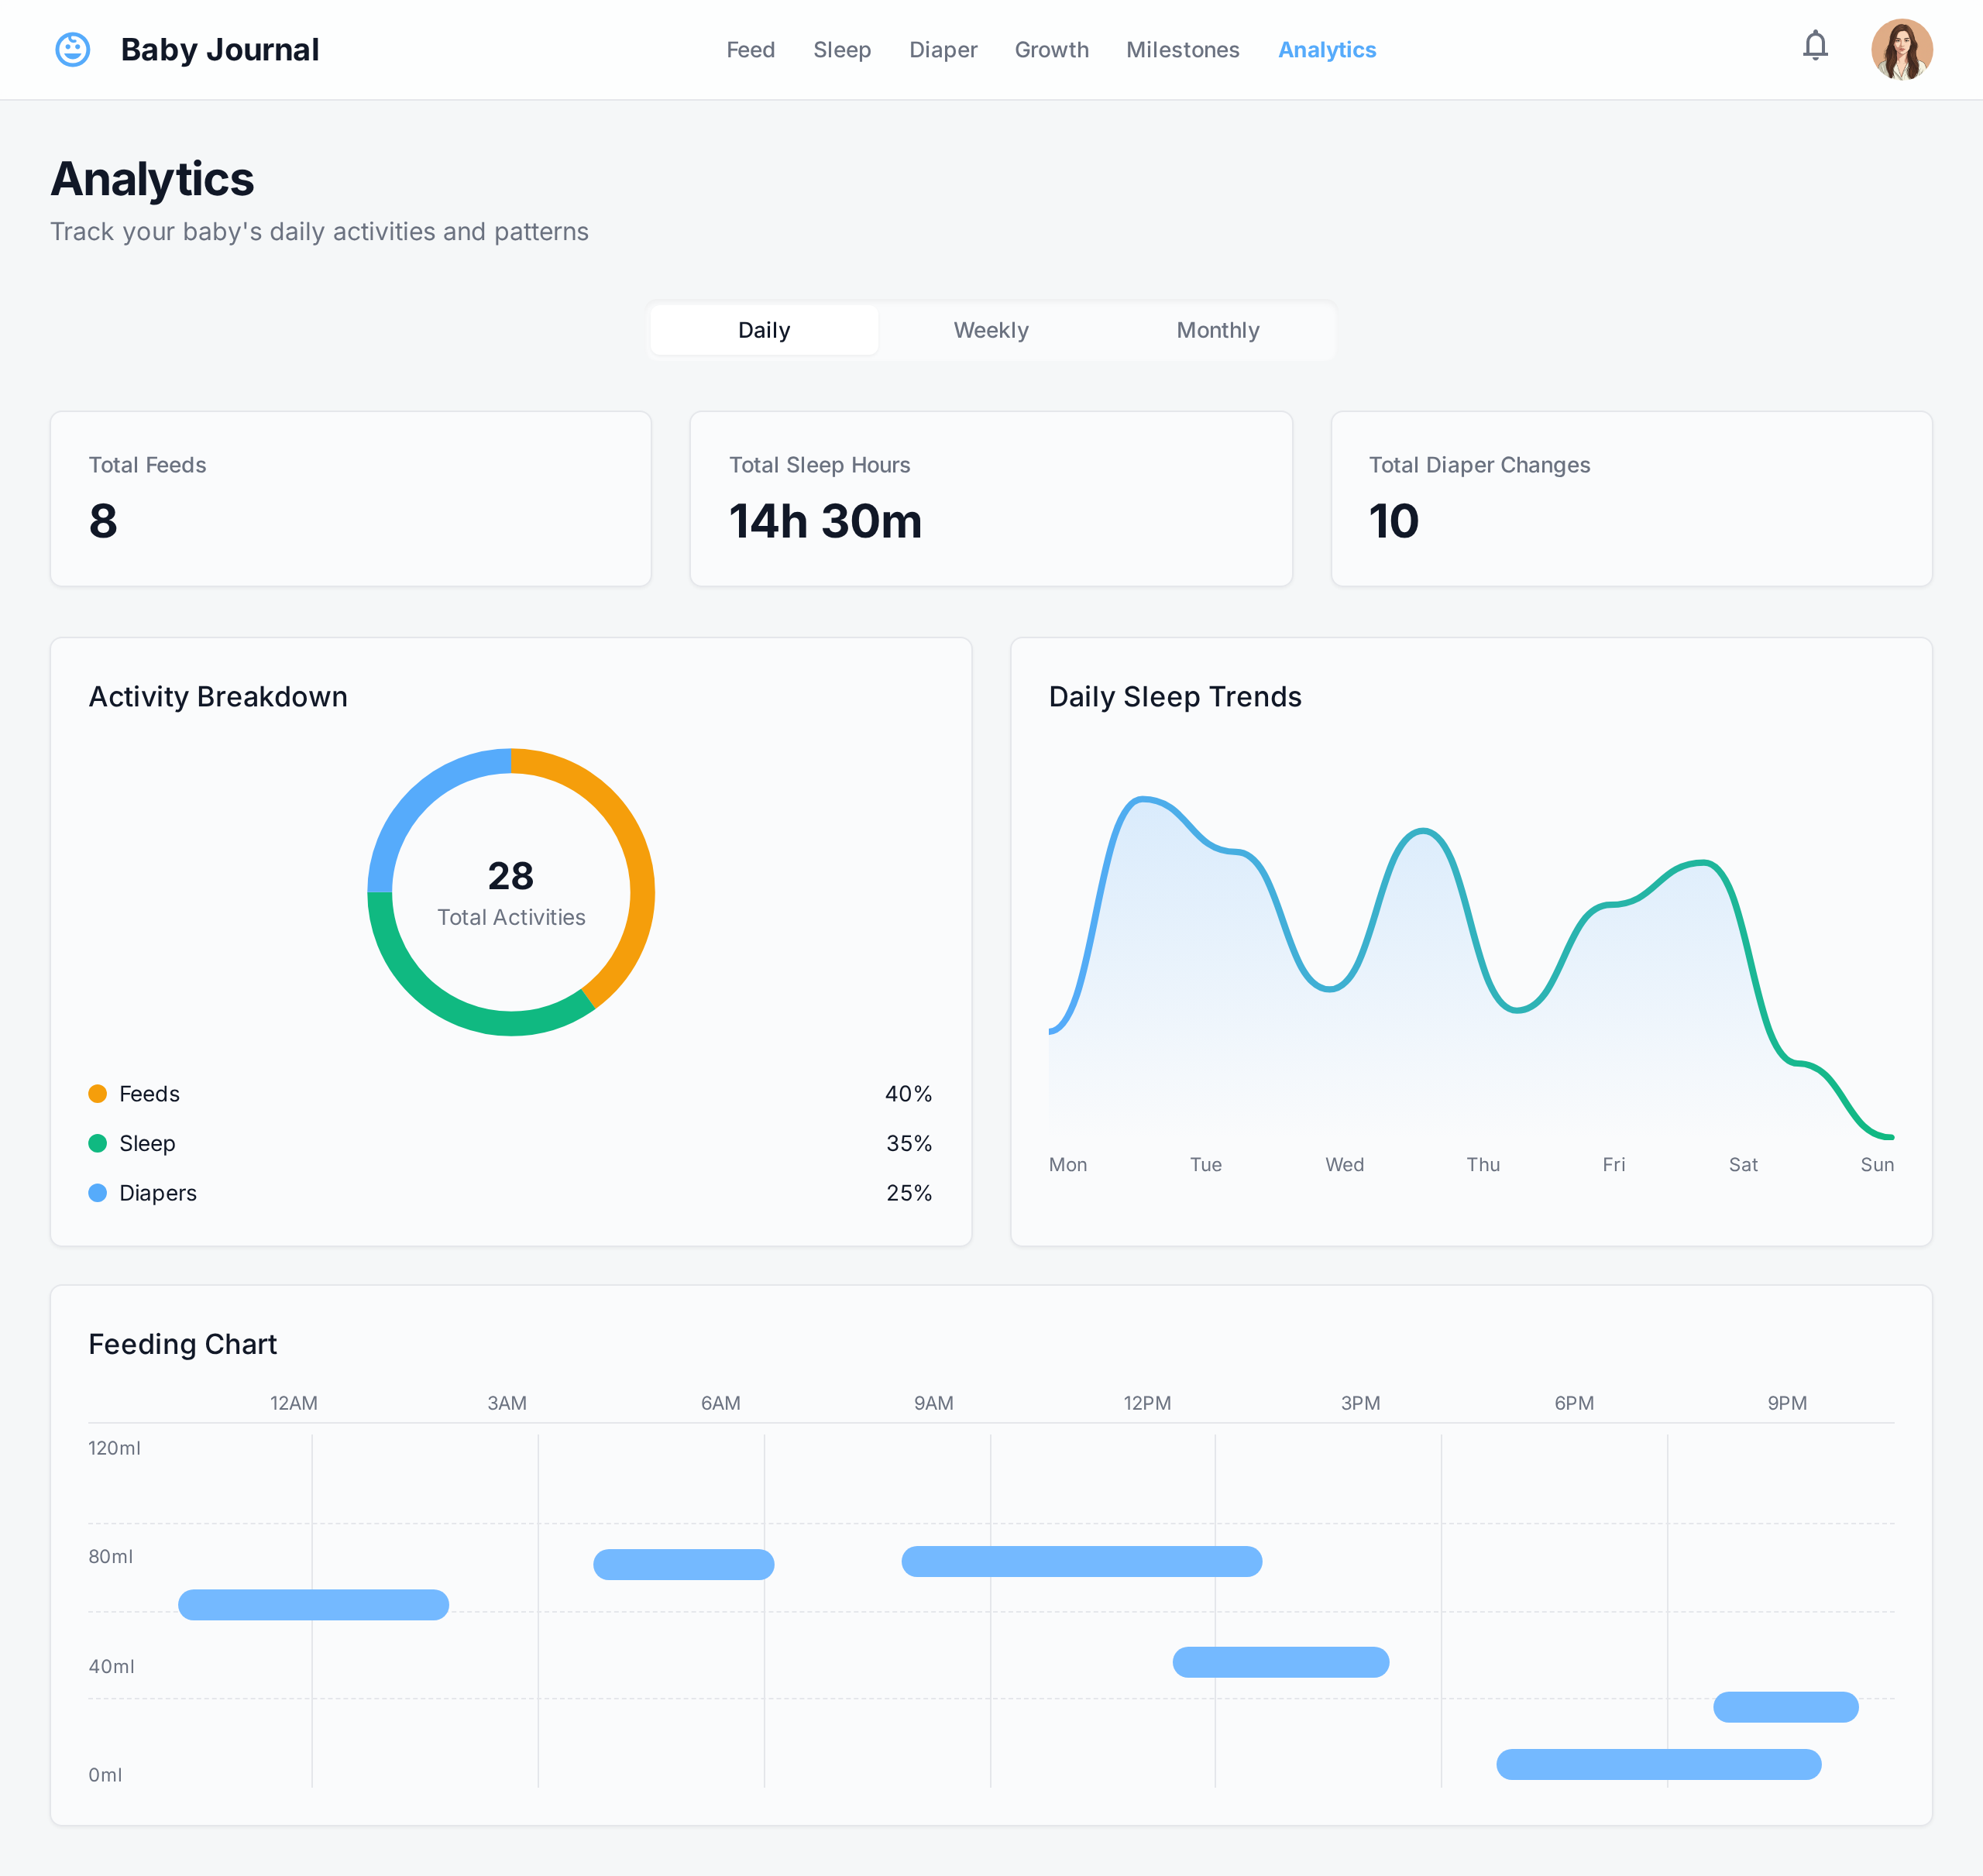 Baby Journal
Feed Sleep Diaper Growth Milestones Analytics
Analytics
Track your baby's daily activities and patterns
Daily Weekly Monthly
Total Feeds
8
Total Sleep Hours
14h 30m
Total Diaper Changes
10
Activity Breakdown
28
Total Activities
Feeds 40%
Sleep 35%
Diapers 25%
Daily Sleep Trends
Mon Tue Wed Thu Fri Sat Sun
Feeding Chart
12AM 3AM 6AM 9AM 12PM 3PM 6PM 9PM
120ml
80ml
40ml
0ml